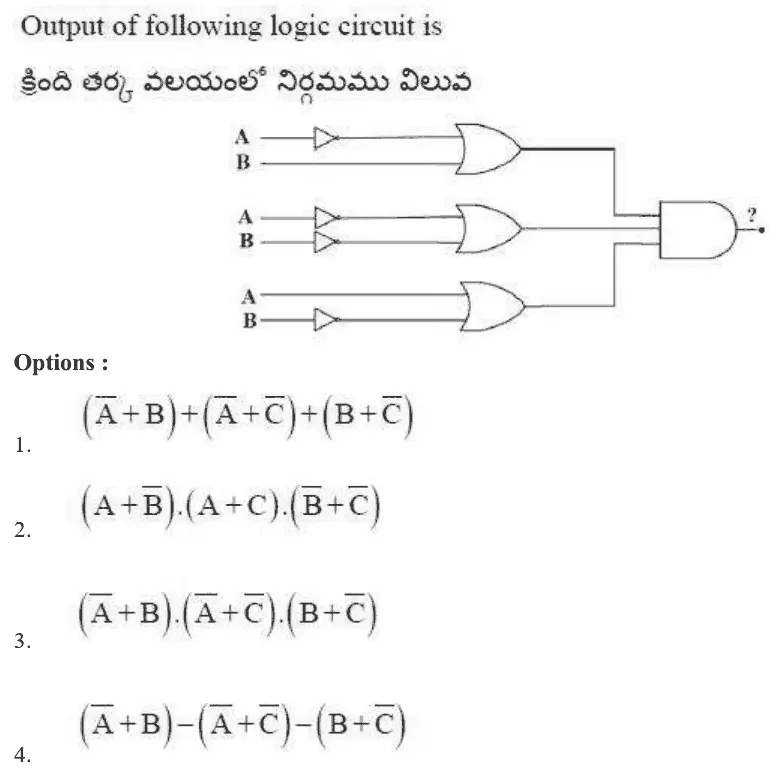 Output of following logic circuit is
క్రింది తర్క వలయంలో నిర్గమము విలువ
A
B
?
A
B
A
B
Options :
1. (A̅+B)+(A̅+C̅)+(B+C̅)
2. (A+B̅).(A+C).(B̅+C̅)
3. (A̅+B).(A̅+C̅).(B+C̅)
4. (A̅+B)−(A̅+C̅)−(B+C̅)